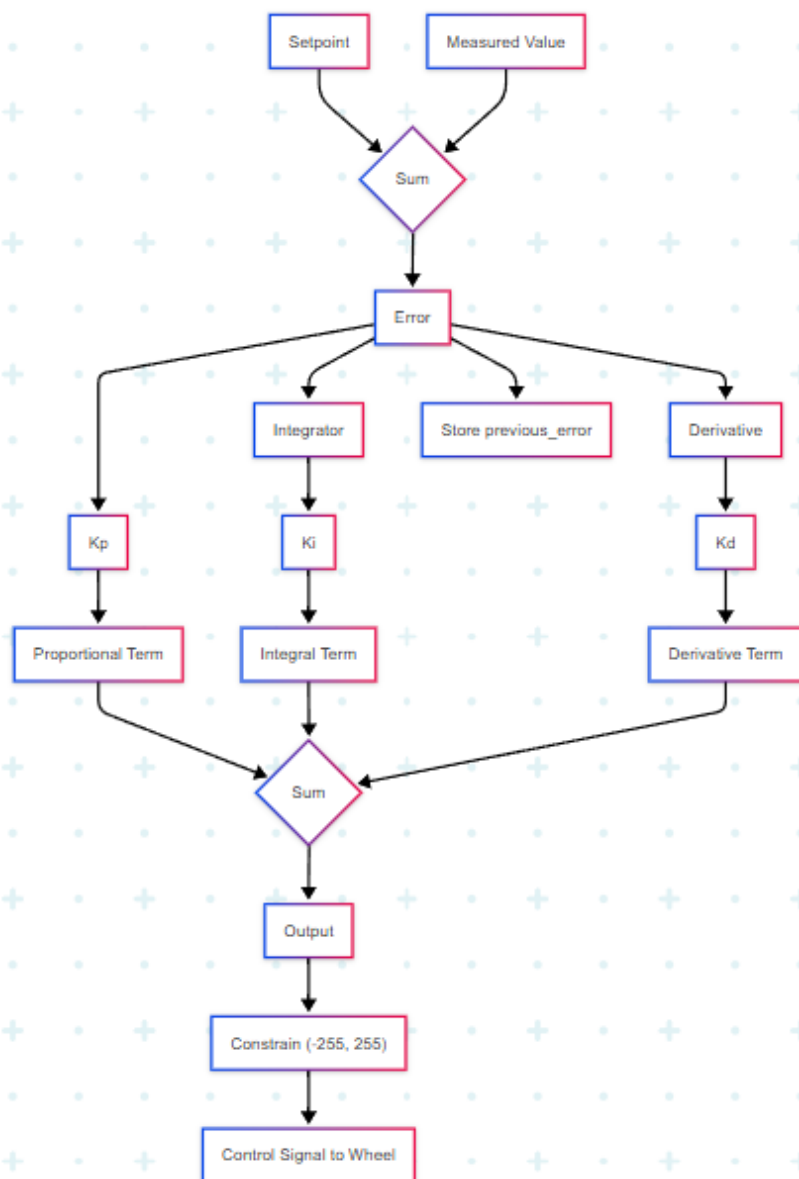 Setpoint
Measured Value
Sum
Error
Integrator
Store previous_error
Derivative
Kp
Ki
Kd
Proportional Term
Integral Term
Derivative Term
Sum
Output
Constrain (-255, 255)
Control Signal to Wheel